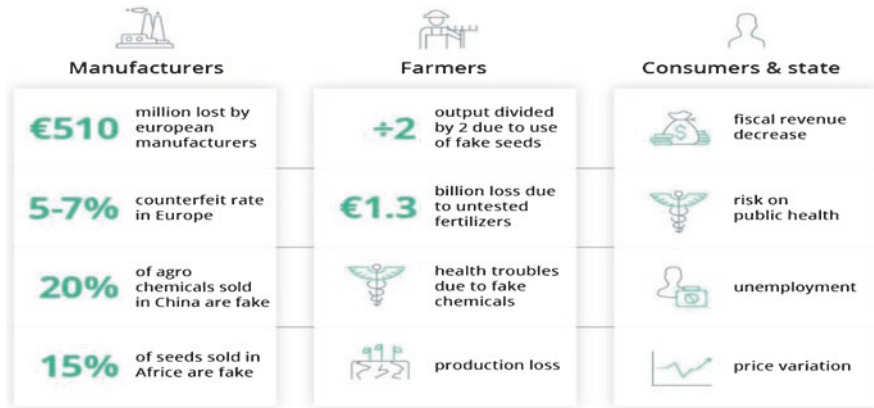 Manufacturers
€510
million lost by
european
manufacturers
5-7%
counterfeit rate
in Europe
20%
of agro
chemicals sold
in China are fake
15%
of seeds sold in
Africe are fake
Farmers
÷2
output divided
by 2 due to use
of fake seeds
€1.3
billion loss due
to untested
fertilizers
health troubles
due to fake
chemicals
production loss
Consumers & state
$
fiscal revenue
decrease
risk on
public health
unemployment
price variation